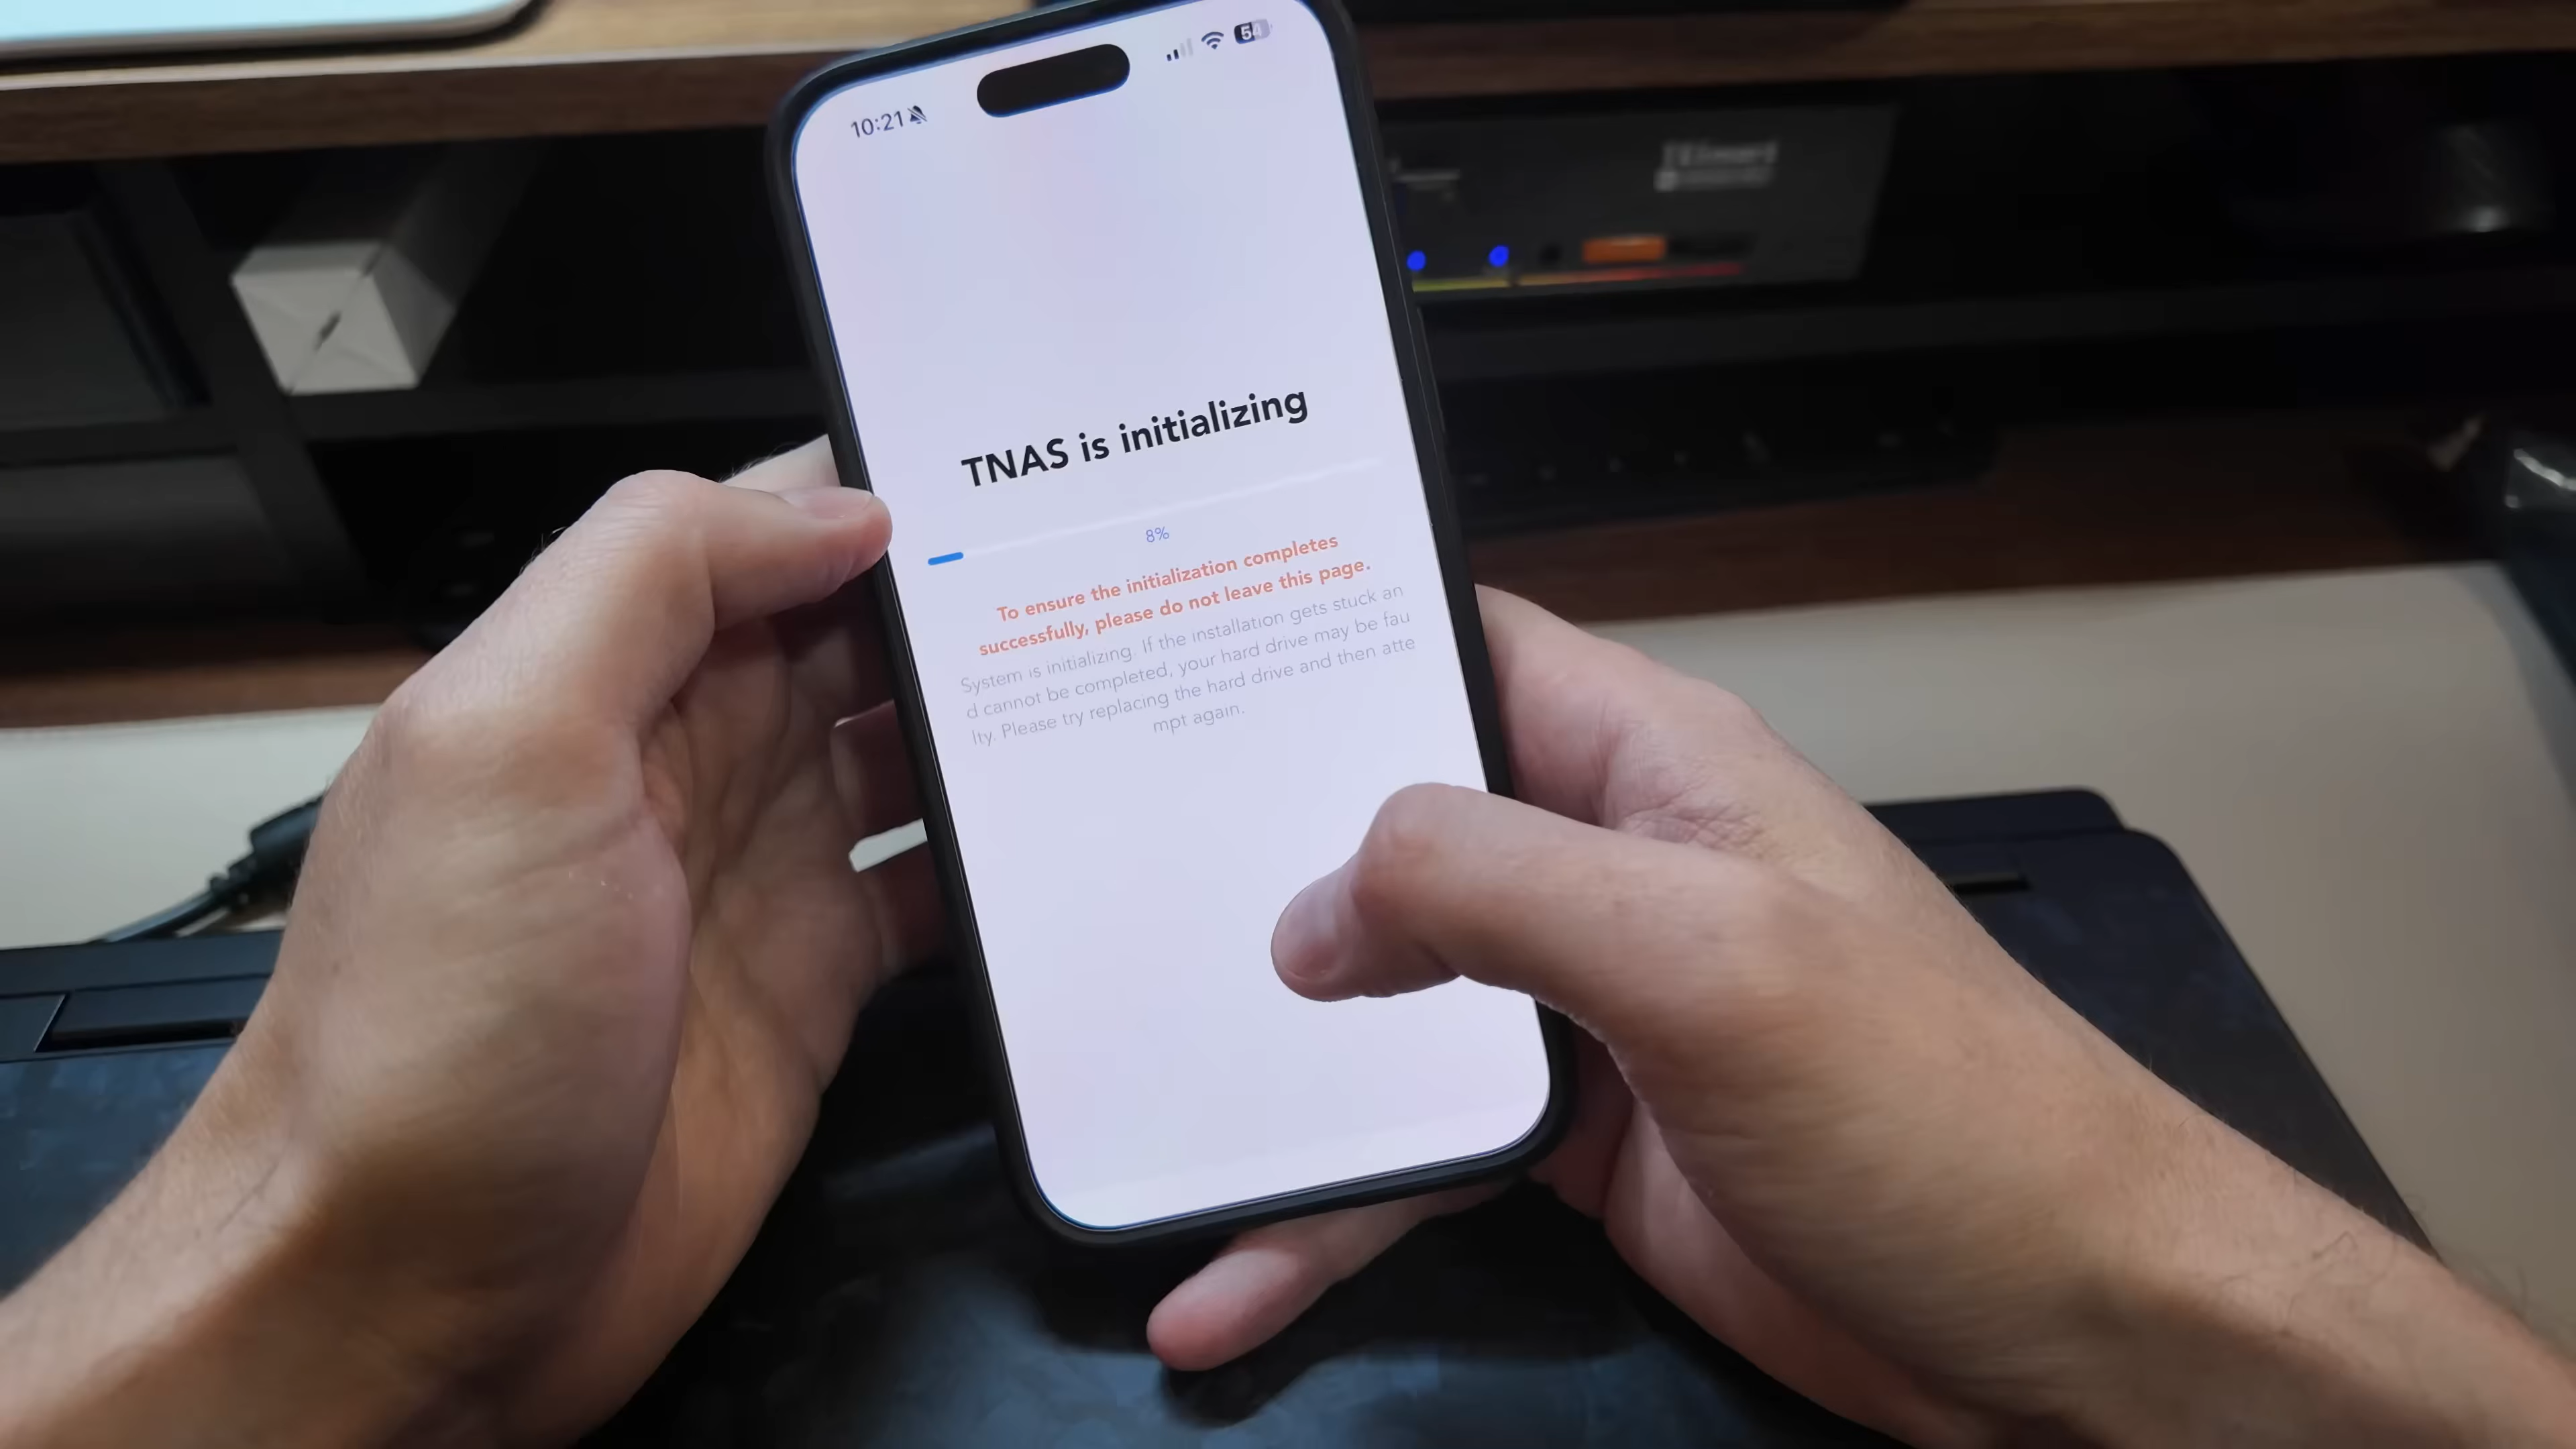 10:21
54
TNAS is initializing
8%
To ensure the initialization completes
successfully, please do not leave this page.
System is initializing. If the installation gets stuck an
d cannot be completed, your hard drive may be fau
lty. Please try replacing the hard drive and then atte
mpt again.